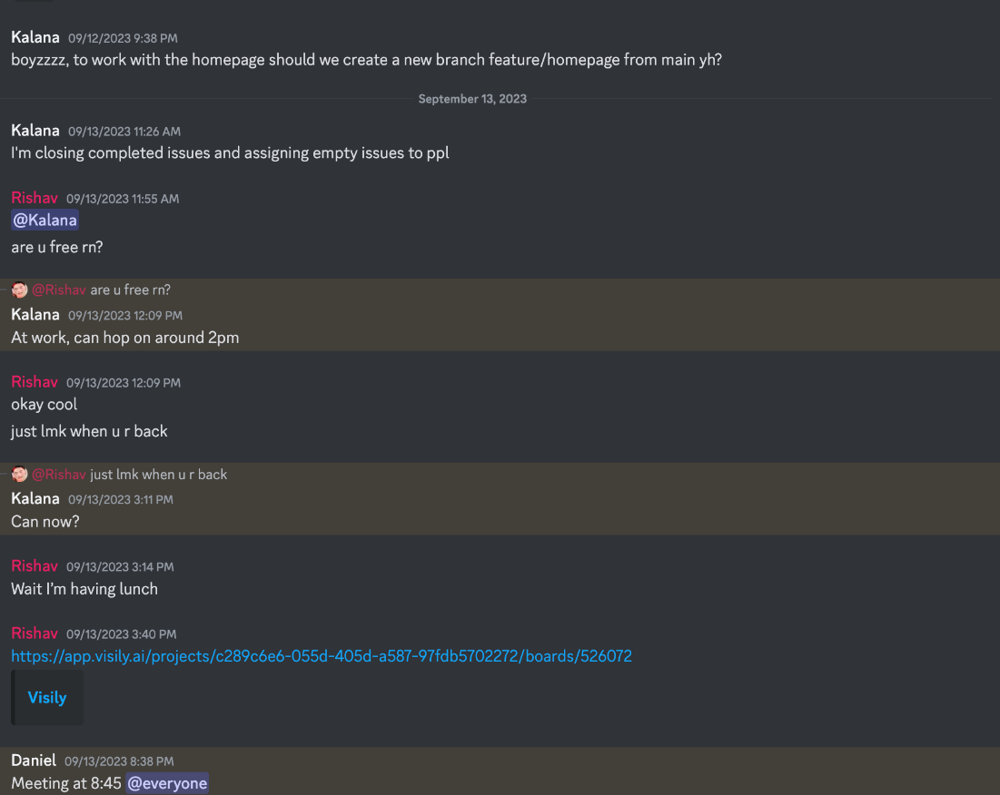 Kalana 09/12/2023 9:38 PM
boyzzzz, to work with the homepage should we create a new branch feature/homepage from main yh?
September 13, 2023
Kalana 09/13/2023 11:26 AM
I'm closing completed issues and assigning empty issues to ppl
Rishav 09/13/2023 11:55 AM
@Kalana
are u free rn?
@Rishav are u free rn?
Kalana 09/13/2023 12:09 PM
At work, can hop on around 2pm
Rishav 09/13/2023 12:09 PM
okay cool
just lmk when u r back
@Rishav just lmk when u r back
Kalana 09/13/2023 3:11 PM
Can now?
Rishav 09/13/2023 3:14 PM
Wait I'm having lunch
Rishav 09/13/2023 3:40 PM
https://app.visily.ai/projects/c289c6e6-055d-405d-a587-97fdb5702272/boards/526072
Visily
Daniel 09/13/2023 8:38 PM
Meeting at 8:45 @everyone